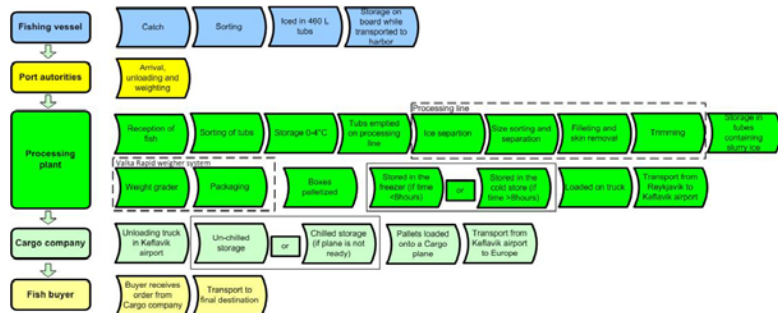 Fishing vessel
Catch
Sorting
Iced in 460 L
tubs
Storage on
board while
transported to
harbor
Port autorities
Arrival,
unloading and
weighting
Processing line
Processing
plant
Reception of
fish
Sorting of tubs
Storage 0-4°C
Tubs emptied
on processing
line
Ice separtion
Size sorting and
separation
Filleting and
skin removal
Trimming
Storage in
tubes
containing
slurry ice
Valka Rapid weigher system
Weight grader
Packaging
Boxes
palletized
Stored in the
freezer (if time
<8hours)
or
Stored in the
cold store (if
time >8hours)
Loaded on truck
Transport from
Reykjavik to
Keflavik airport
Cargo company
Unloading truck
in Keflavik
airport
Un-chilled
storage
or
Chilled storage
(if plane is not
ready)
Pallets loaded
onto a Cargo
plane
Transport from
Keflavik airport
to Europe
Fish buyer
Buyer receives
order from
Cargo company
Transport to
final destination